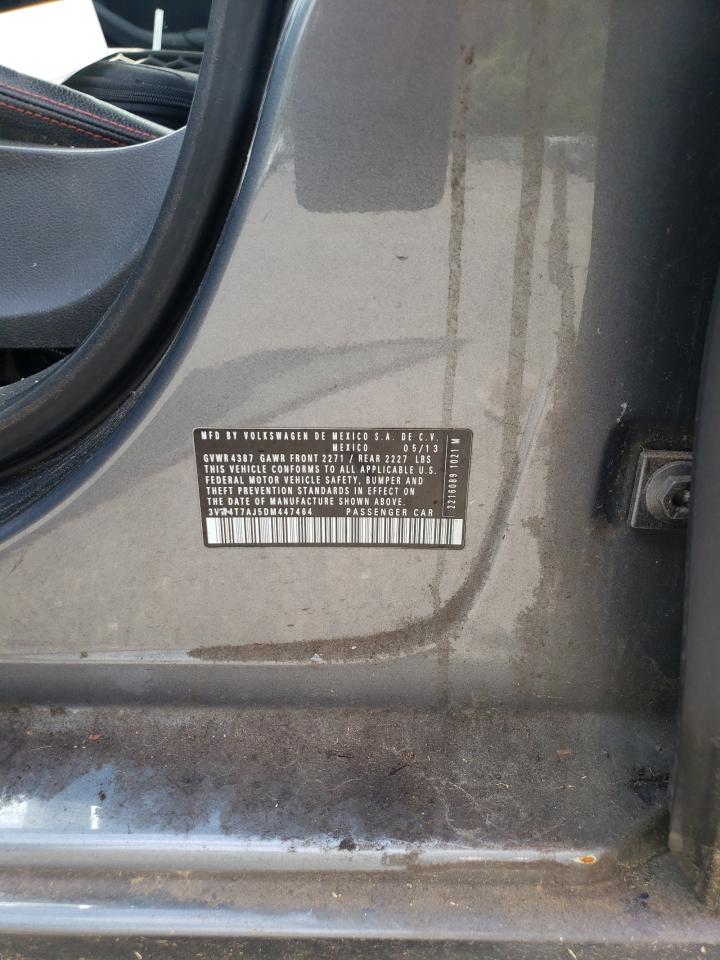 MFD BY VOLKSWAGEN DE MEXICO S.A. DE C.V.
MEXICO 05/13
GVWR4387 GAWR FRONT 2271 / REAR 2227 LBS
THIS VEHICLE CONFORMS TO ALL APPLICABLE U.S.
FEDERAL MOTOR VEHICLE SAFETY, BUMPER AND
THEFT PREVENTION STANDARDS IN EFFECT ON
THE DATE OF MANUFACTURE SHOWN ABOVE.
PASSENGER CAR
2216089 1021 M